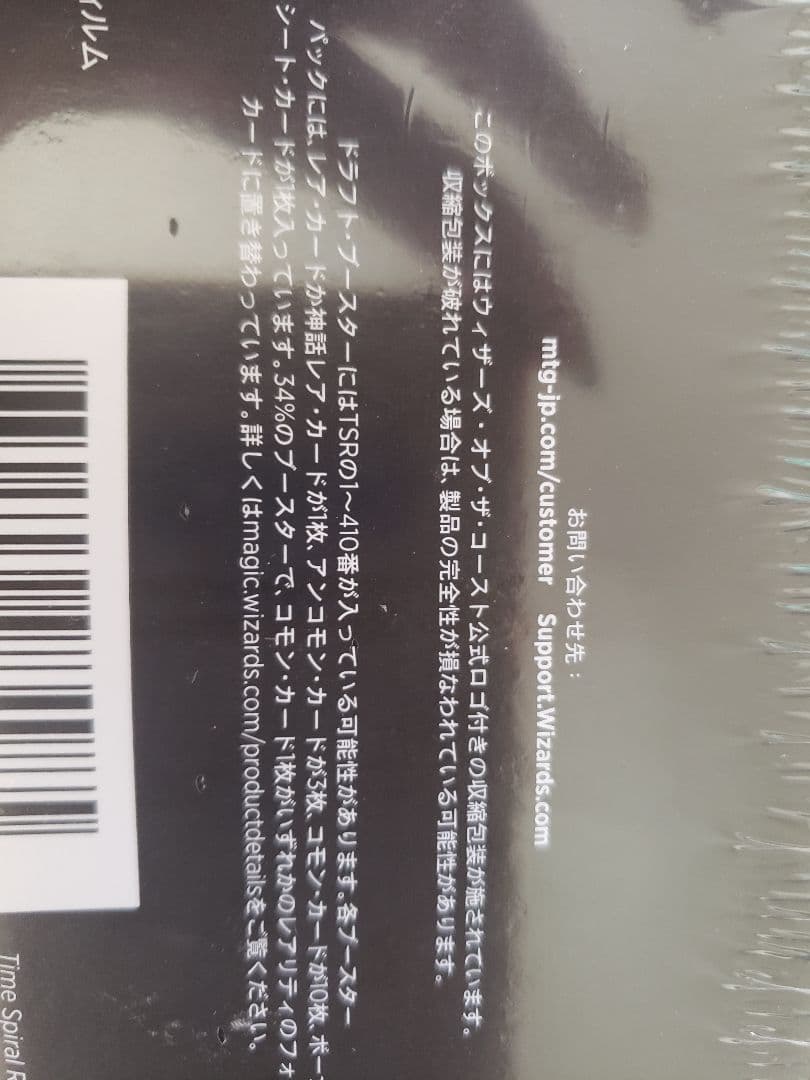 お問い合わせ先：
mtg-jp.com/customer Support.Wizards.com
このボックスにはウィザーズ・オブ・ザ・コースト公式ロゴ付きの収縮包装が施されています。
収縮包装が破れている場合は、製品の完全性が損なわれている可能性があります。
ドラフト・ブースターにはTSRの1～410番が入っている可能性があります。各ブースター
パックには、レア・カードか神話レア・カードが1枚、アンコモン・カードが3枚、コモン・カードが10枚、ボー
シート・カードが1枚入っています。34%のブースターで、コモン・カード1枚がいずれかのレアリティのフォ
カードに置き替わっています。詳しくはmagic.wizards.com/productdetailsをご覧ください。
ィルム
Time Spiral R